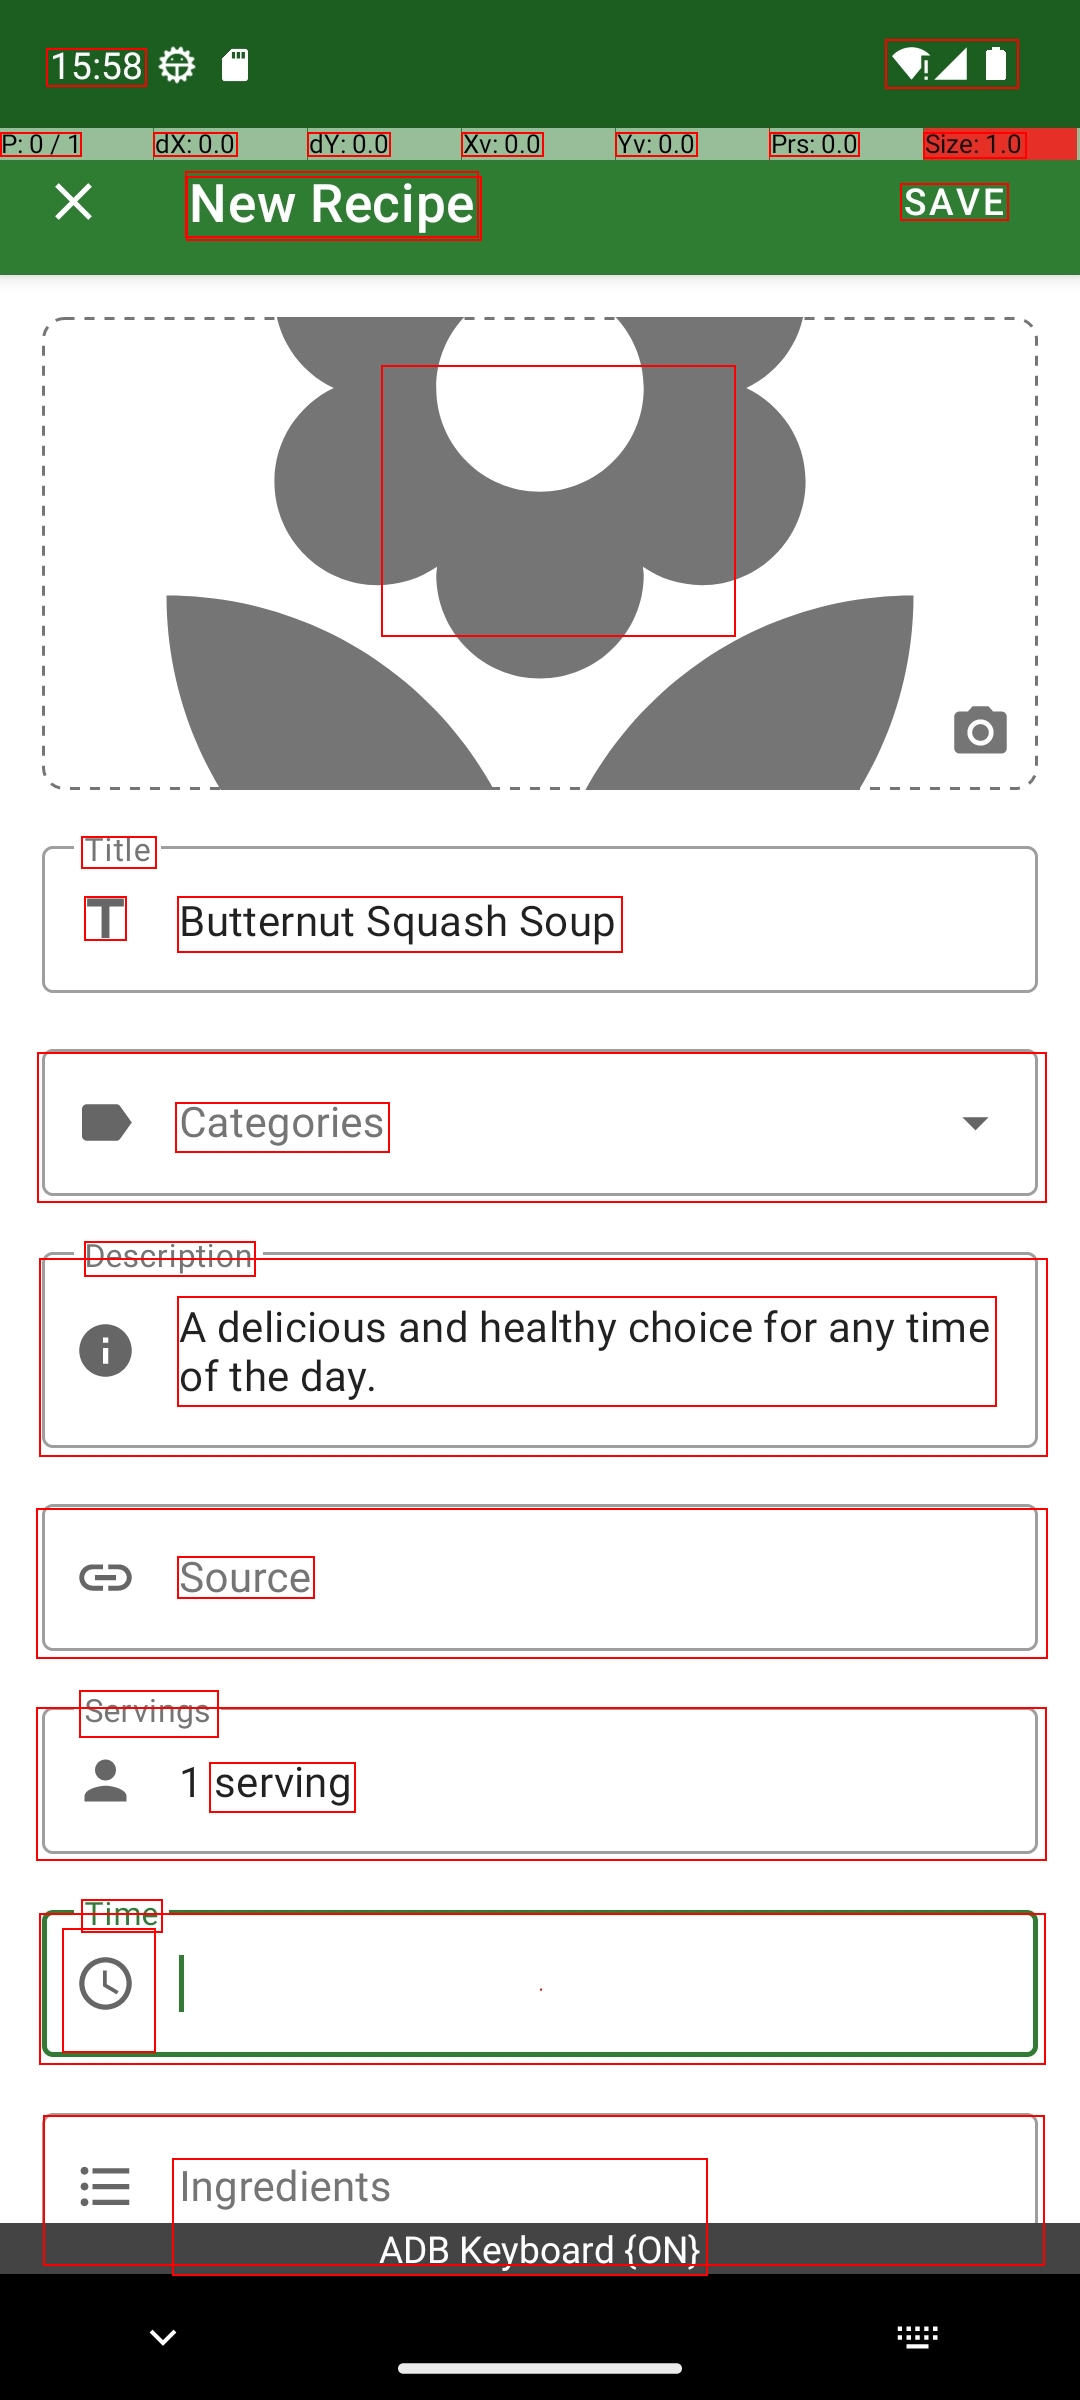 15:58
P: 0 / 1 dX: 0.0 dY: 0.0 Xv: 0.0 Yv: 0.0 Prs: 0.0 Size: 1.0
New Recipe SAVE
Title
Butternut Squash Soup
Categories
Description
A delicious and healthy choice for any time
of the day.
Source
Servings
1 serving
Time
Ingredients
ADB Keyboard {ON}